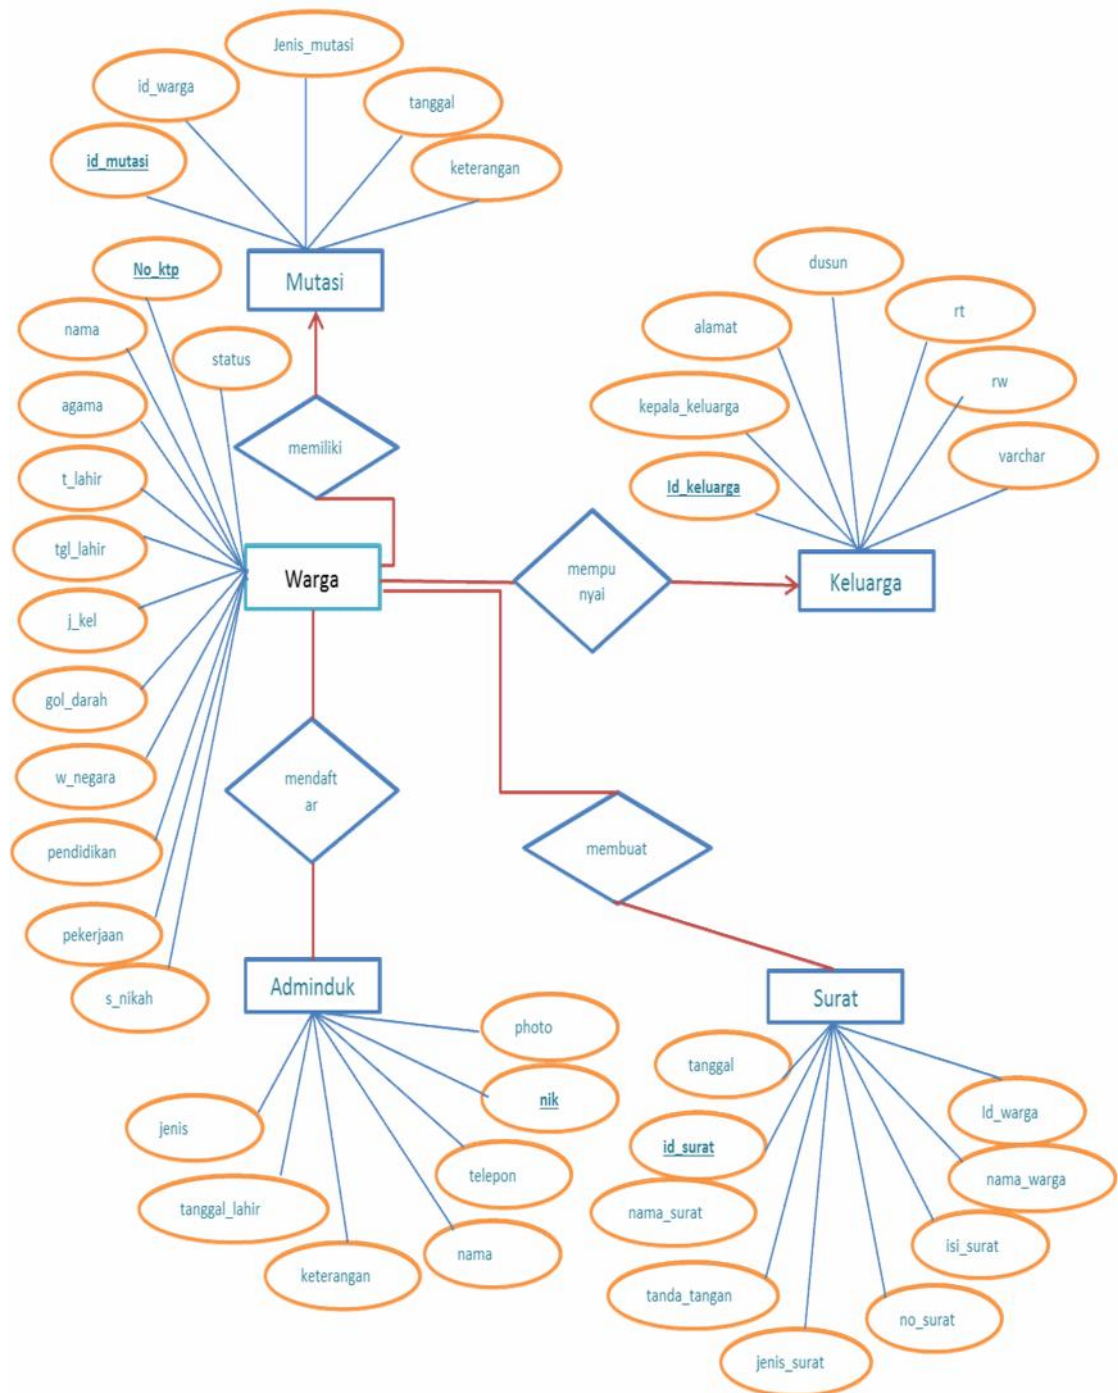 Jenis_mutasi
id_warga
tanggal
id_mutasi
keterangan
Mutasi
No_ktp
nama
status
agama
t_lahir
tgl_lahir
j_kel
gol_darah
w_negara
pendidikan
pekerjaan
s_nikah
memiliki
Warga
mempu
nyai
dusun
alamat
rt
kepala_keluarga
rw
Id_keluarga
varchar
Keluarga
mendaft
ar
membuat
Adminduk
photo
nik
jenis
telepon
tanggal_lahir
nama
keterangan
Surat
tanggal
Id_warga
id_surat
nama_warga
nama_surat
isi_surat
tanda_tangan
no_surat
jenis_surat